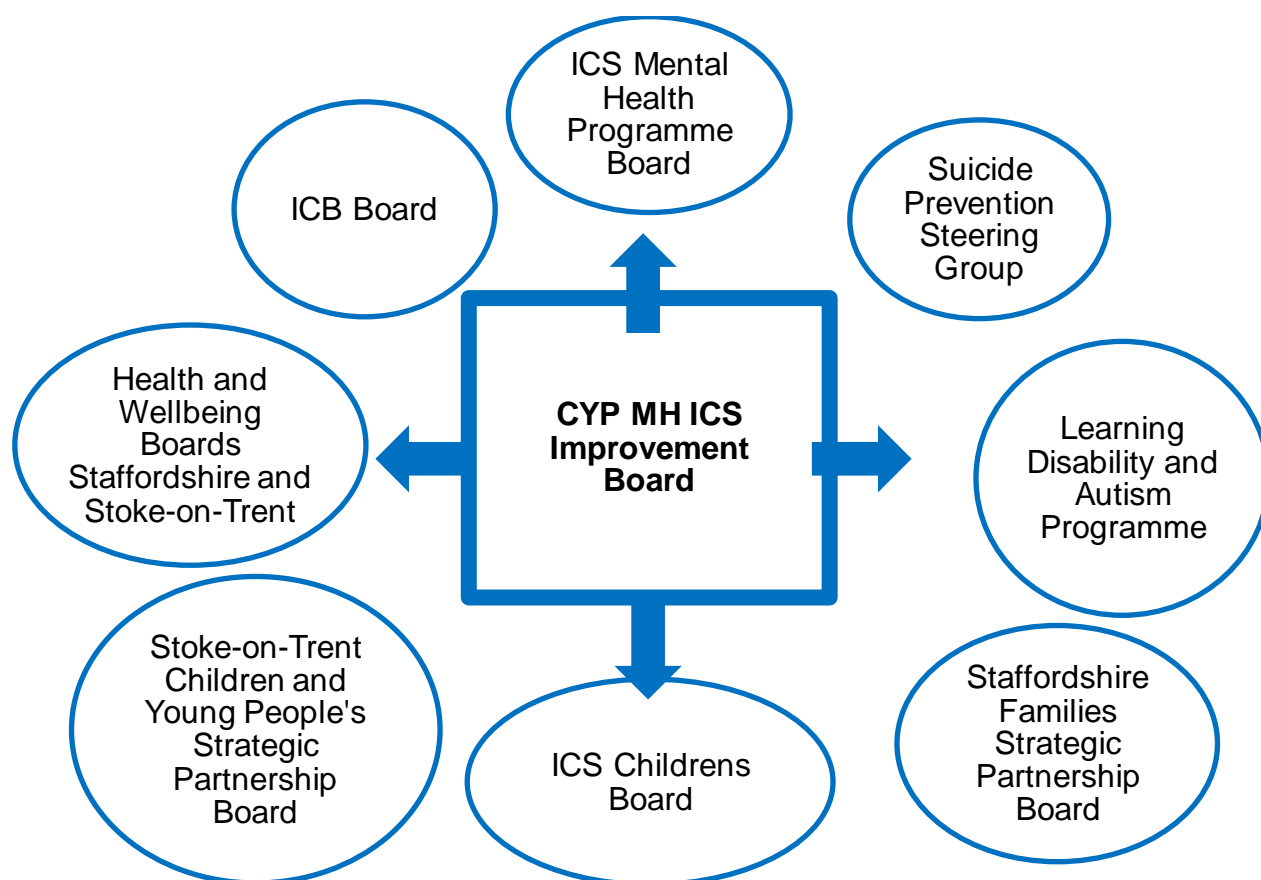 ICS Mental
Health
Programme
Board
ICB Board
Suicide
Prevention
Steering
Group
Health and
Wellbeing
Boards
Staffordshire and
Stoke-on-Trent
CYP MH ICS
Improvement
Board
Learning
Disability and
Autism
Programme
Stoke-on-Trent
Children and
Young People's
Strategic
Partnership
Board
ICS Childrens
Board
Staffordshire
Families
Strategic
Partnership
Board